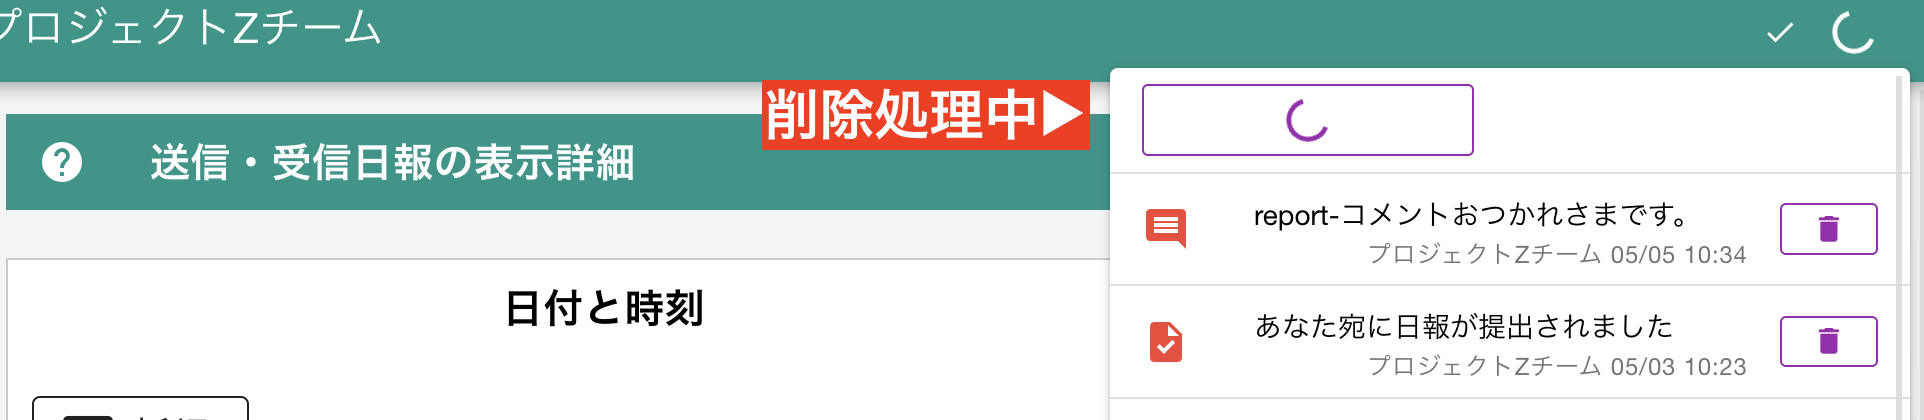 プロジェクトZチーム
削除処理中▶
送信・受信日報の表示詳細
report-コメントおつかれさまです。
プロジェクトZチーム 05/05 10:34
日付と時刻
あなた宛に日報が提出されました
プロジェクトZチーム 05/03 10:23